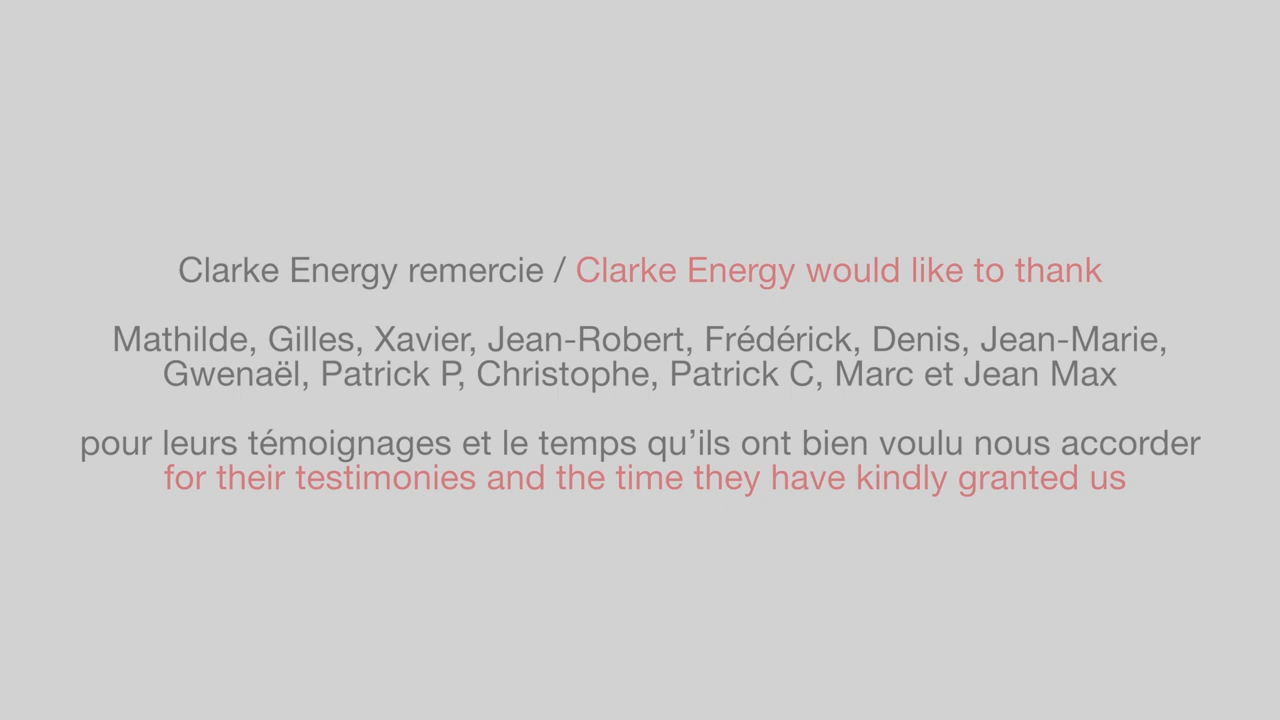 Clarke Energy remercie / Clarke Energy would like to thank
Mathilde, Gilles, Xavier, Jean-Robert, Frédérick, Denis, Jean-Marie,
Gwenaël, Patrick P, Christophe, Patrick C, Marc et Jean Max
pour leurs témoignages et le temps qu’ils ont bien voulu nous accorder
for their testimonies and the time they have kindly granted us